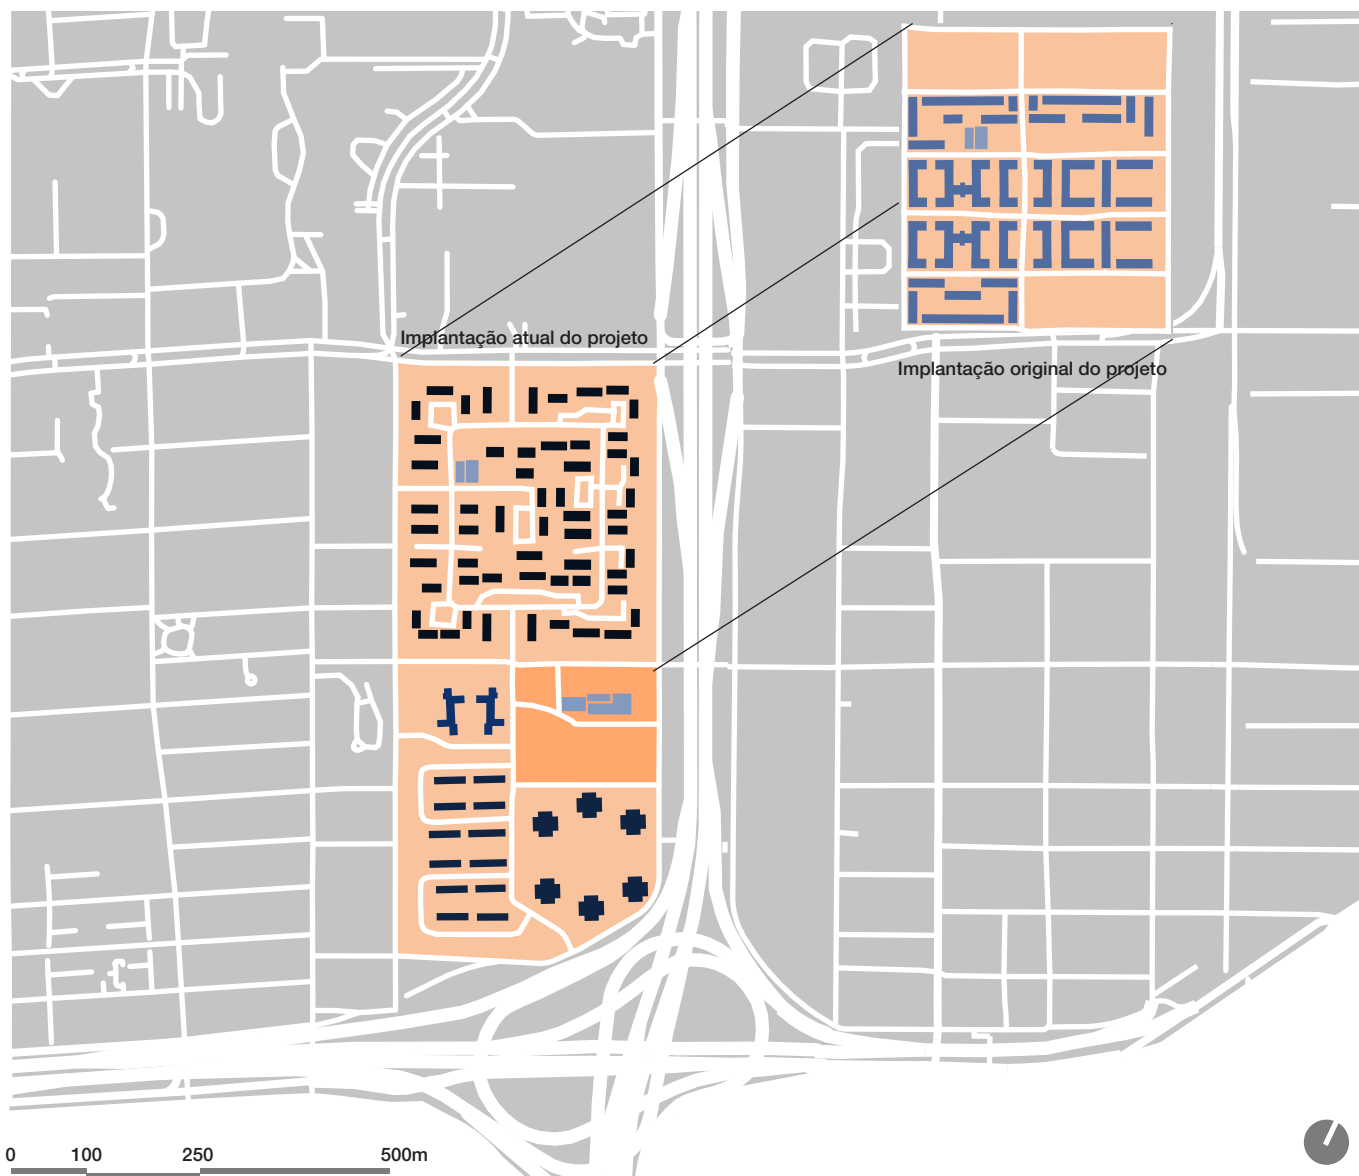 Implantação atual do projeto
Implantação original do projeto
0 100 250 500m